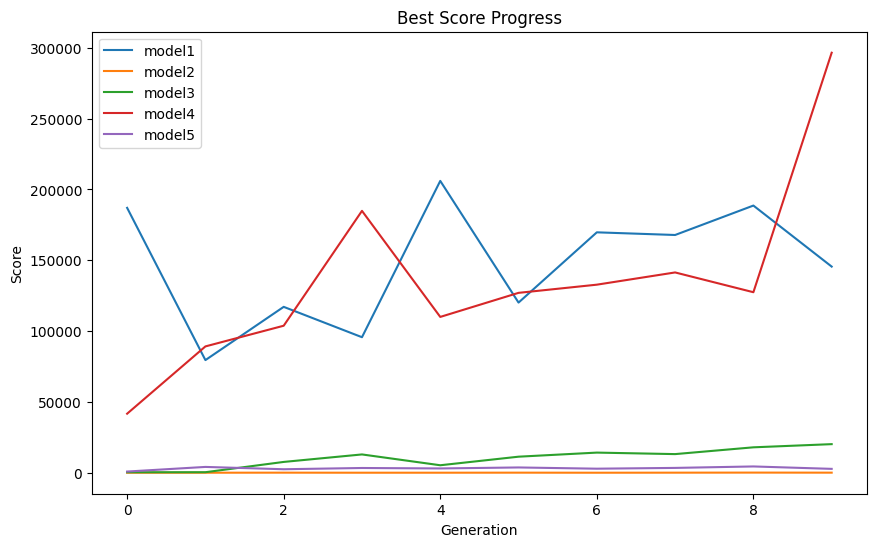 Best Score Progress
model1
model2
model3
model4
model5
Score
300000
250000
200000
150000
100000
50000
0
0 2 4 6 8
Generation